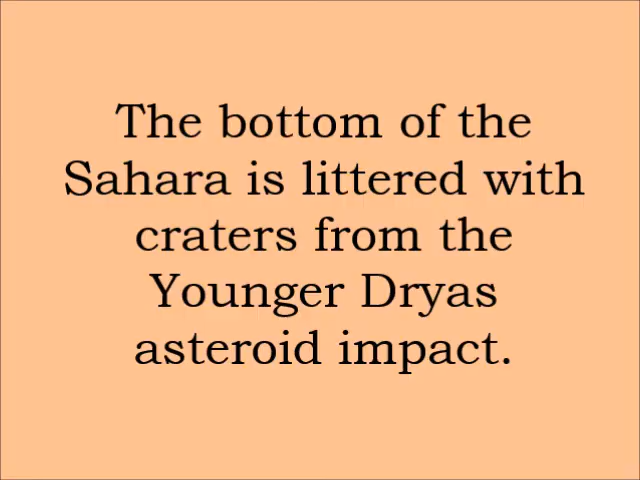 The bottom of the
Sahara is littered with
craters from the
Younger Dryas
asteroid impact.